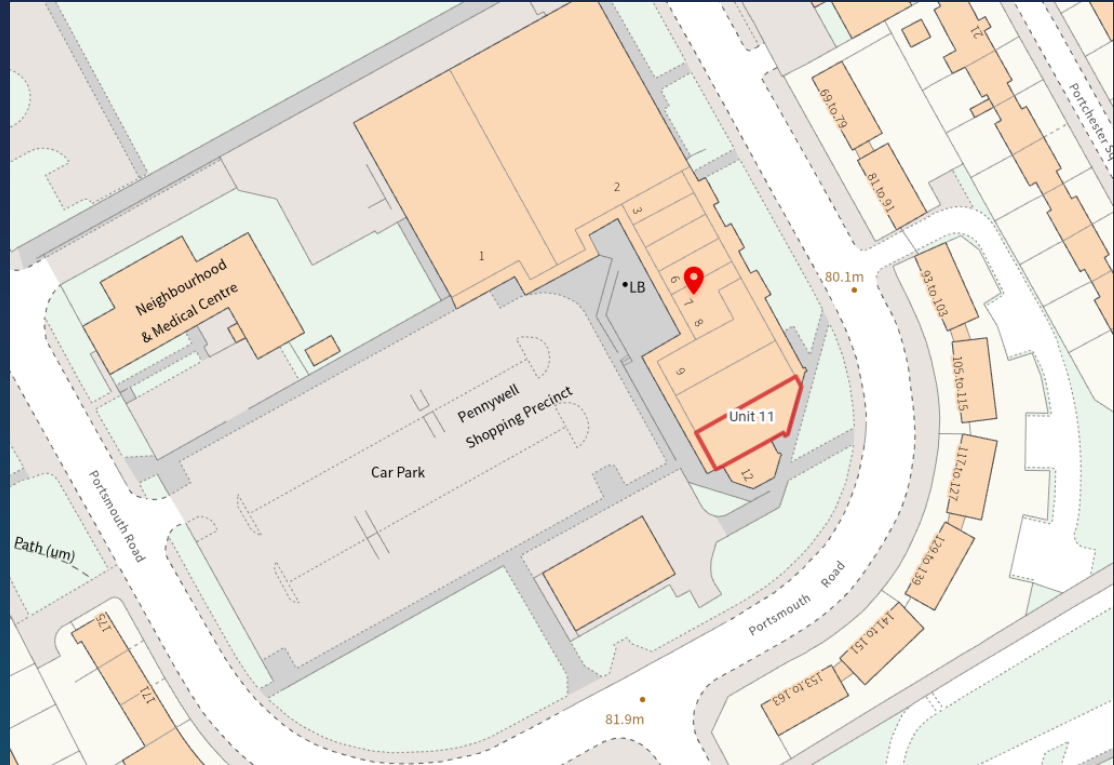 21
Portchester St
69 to 79
81 to 91
2
3
1
6
7
8
LB
80.1m
93 to 103
Neighbourhood
& Medical Centre
105 to 115
9
Pennywell
Shopping Precinct
Unit 11
Car Park
12
117 to 127
Portsmouth Road
Path (um)
129 to 139
Portsmouth Road
141 to 151
153 to 163
175
171
81.9m